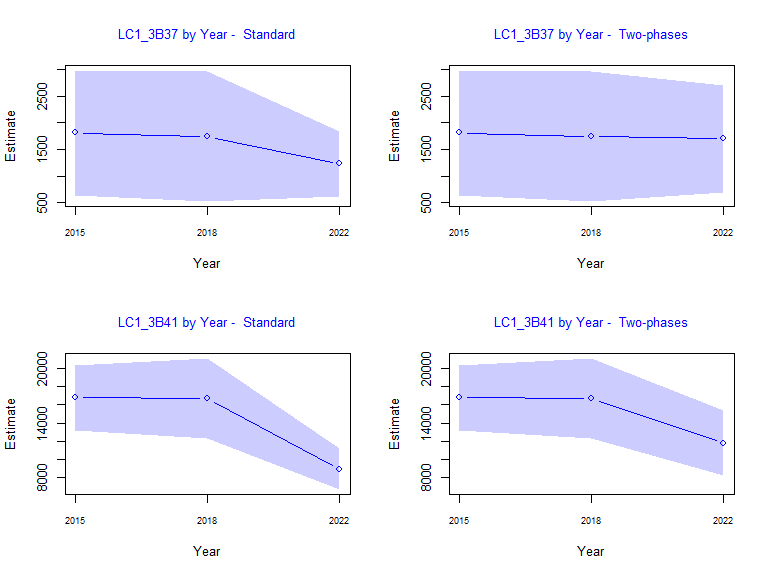 LC1_3B37 by Year -  Standard
Estimate
2500
1500
500
2015
2018
2022
Year
LC1_3B37 by Year -  Two-phases
Estimate
2500
1500
500
2015
2018
2022
Year
LC1_3B41 by Year -  Standard
Estimate
20000
14000
8000
2015
2018
2022
Year
LC1_3B41 by Year -  Two-phases
Estimate
20000
14000
8000
2015
2018
2022
Year